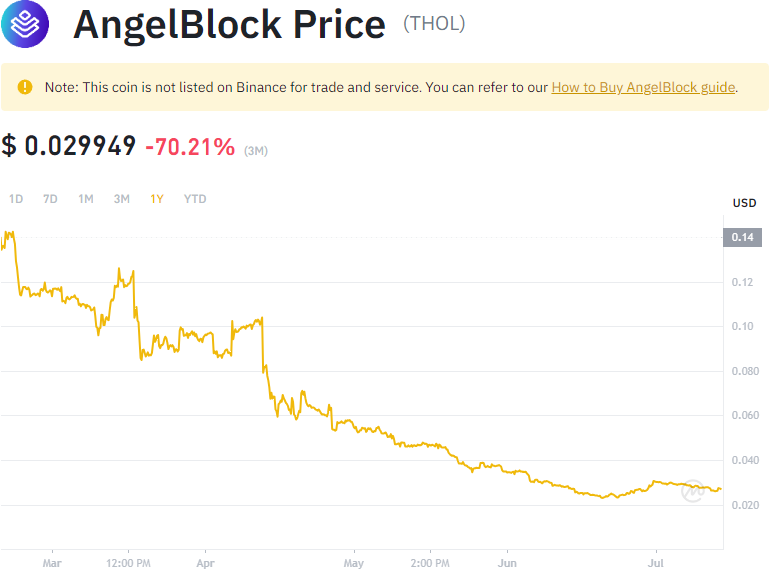 AngelBlock Price (THOL)
Note: This coin is not listed on Binance for trade and service. You can refer to our How to Buy AngelBlock guide.
$ 0.029949 -70.21% (3M)
1D 7D 1M 3M 1Y YTD
USD
0.14
0.12
0.10
0.080
0.060
0.040
0.020
Mar 12:00 PM Apr May 2:00 PM Jun Jul